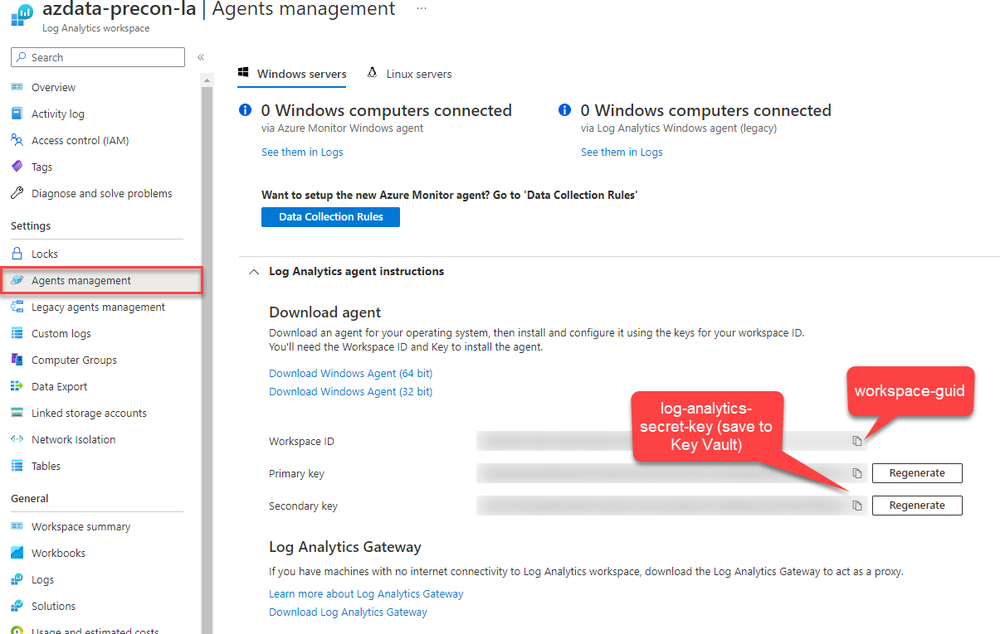 azdata-precon-la | Agents management ...
Log Analytics workspace
Search
«
Overview
Activity log
Access control (IAM)
Tags
Diagnose and solve problems
Settings
Locks
Agents management
Legacy agents management
Custom logs
Computer Groups
Data Export
Linked storage accounts
Network Isolation
Tables
General
Workspace summary
Workbooks
Logs
Solutions
Usage and estimated costs
Windows servers
Linux servers
0 Windows computers connected
via Azure Monitor Windows agent
See them in Logs
0 Windows computers connected
via Log Analytics Windows agent (legacy)
See them in Logs
Want to setup the new Azure Monitor agent? Go to 'Data Collection Rules'
Data Collection Rules
Log Analytics agent instructions
Download agent
Download an agent for your operating system, then install and configure it using the keys for your workspace ID.
You'll need the Workspace ID and Key to install the agent.
Download Windows Agent (64 bit)
Download Windows Agent (32 bit)
workspace-guid
log-analytics-
secret-key (save to
Key Vault)
Workspace ID
Primary key
Regenerate
Secondary key
Regenerate
Log Analytics Gateway
If you have machines with no internet connectivity to Log Analytics workspace, download the Log Analytics Gateway to act as a proxy.
Learn more about Log Analytics Gateway
Download Log Analytics Gateway